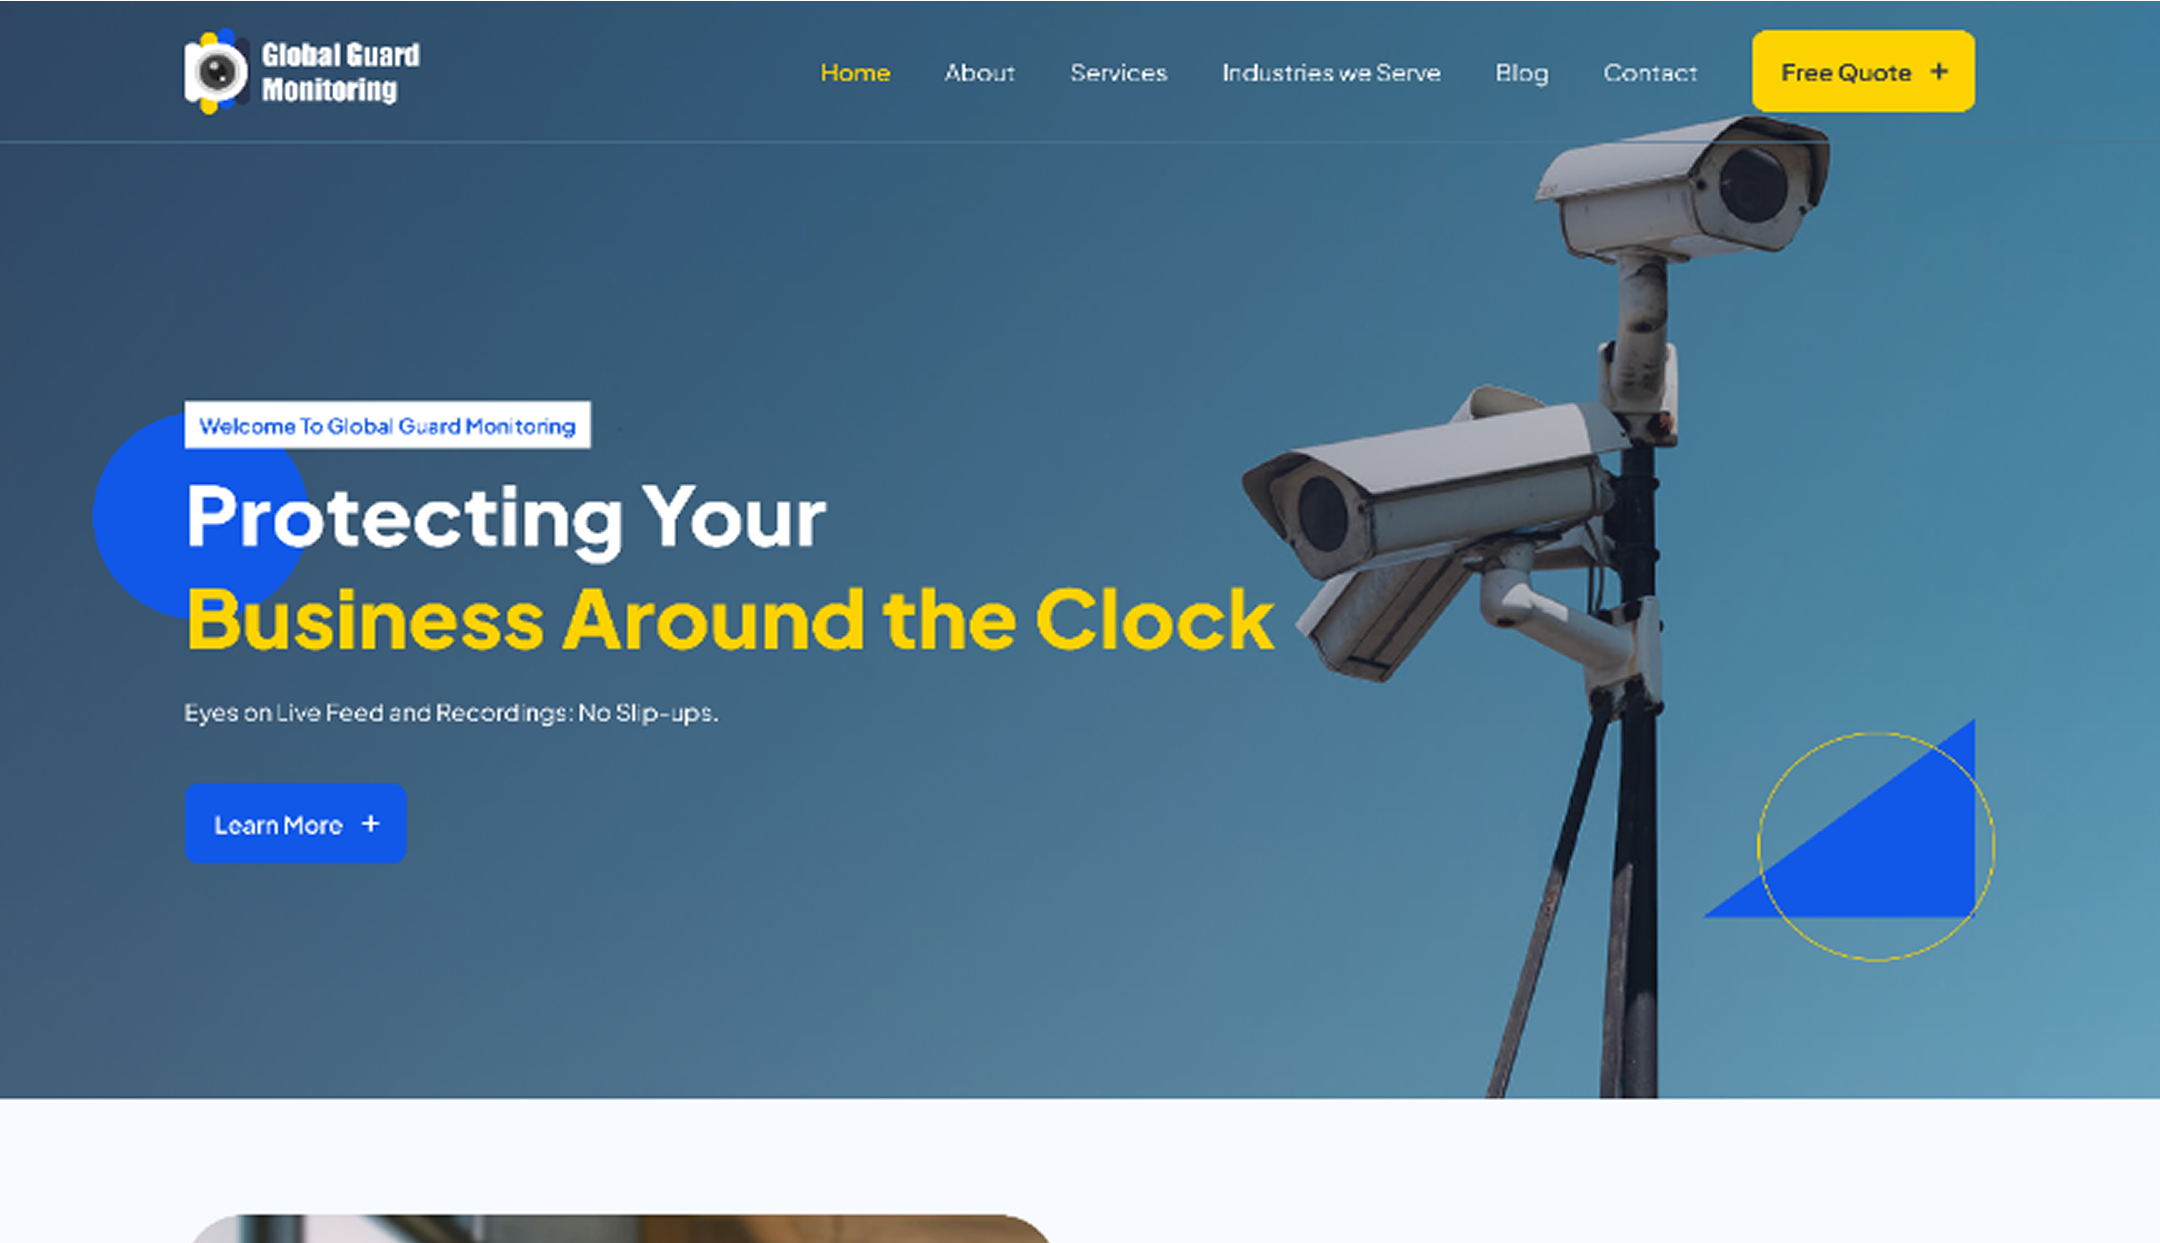 Global Guard
Monitoring
Home About Services Industries we Serve Blog Contact Free Quote +
Welcome To Global Guard Monitoring
Protecting Your
Business Around the Clock
Eyes on Live Feed and Recordings: No Slip-ups.
Learn More +